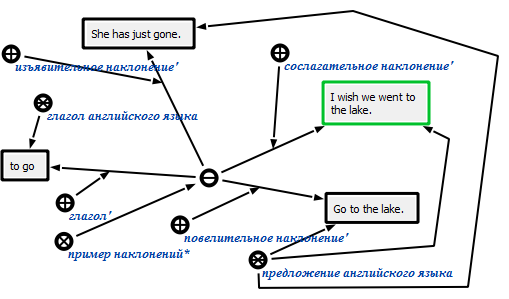 She has just gone.
изъявительное наклонение'
сослагательное наклонение'
глагол английского языка
I wish we went to
the lake.
to go
глагол'
Go to the lake.
повелительное наклонение'
пример наклонений*
предложение английского языка